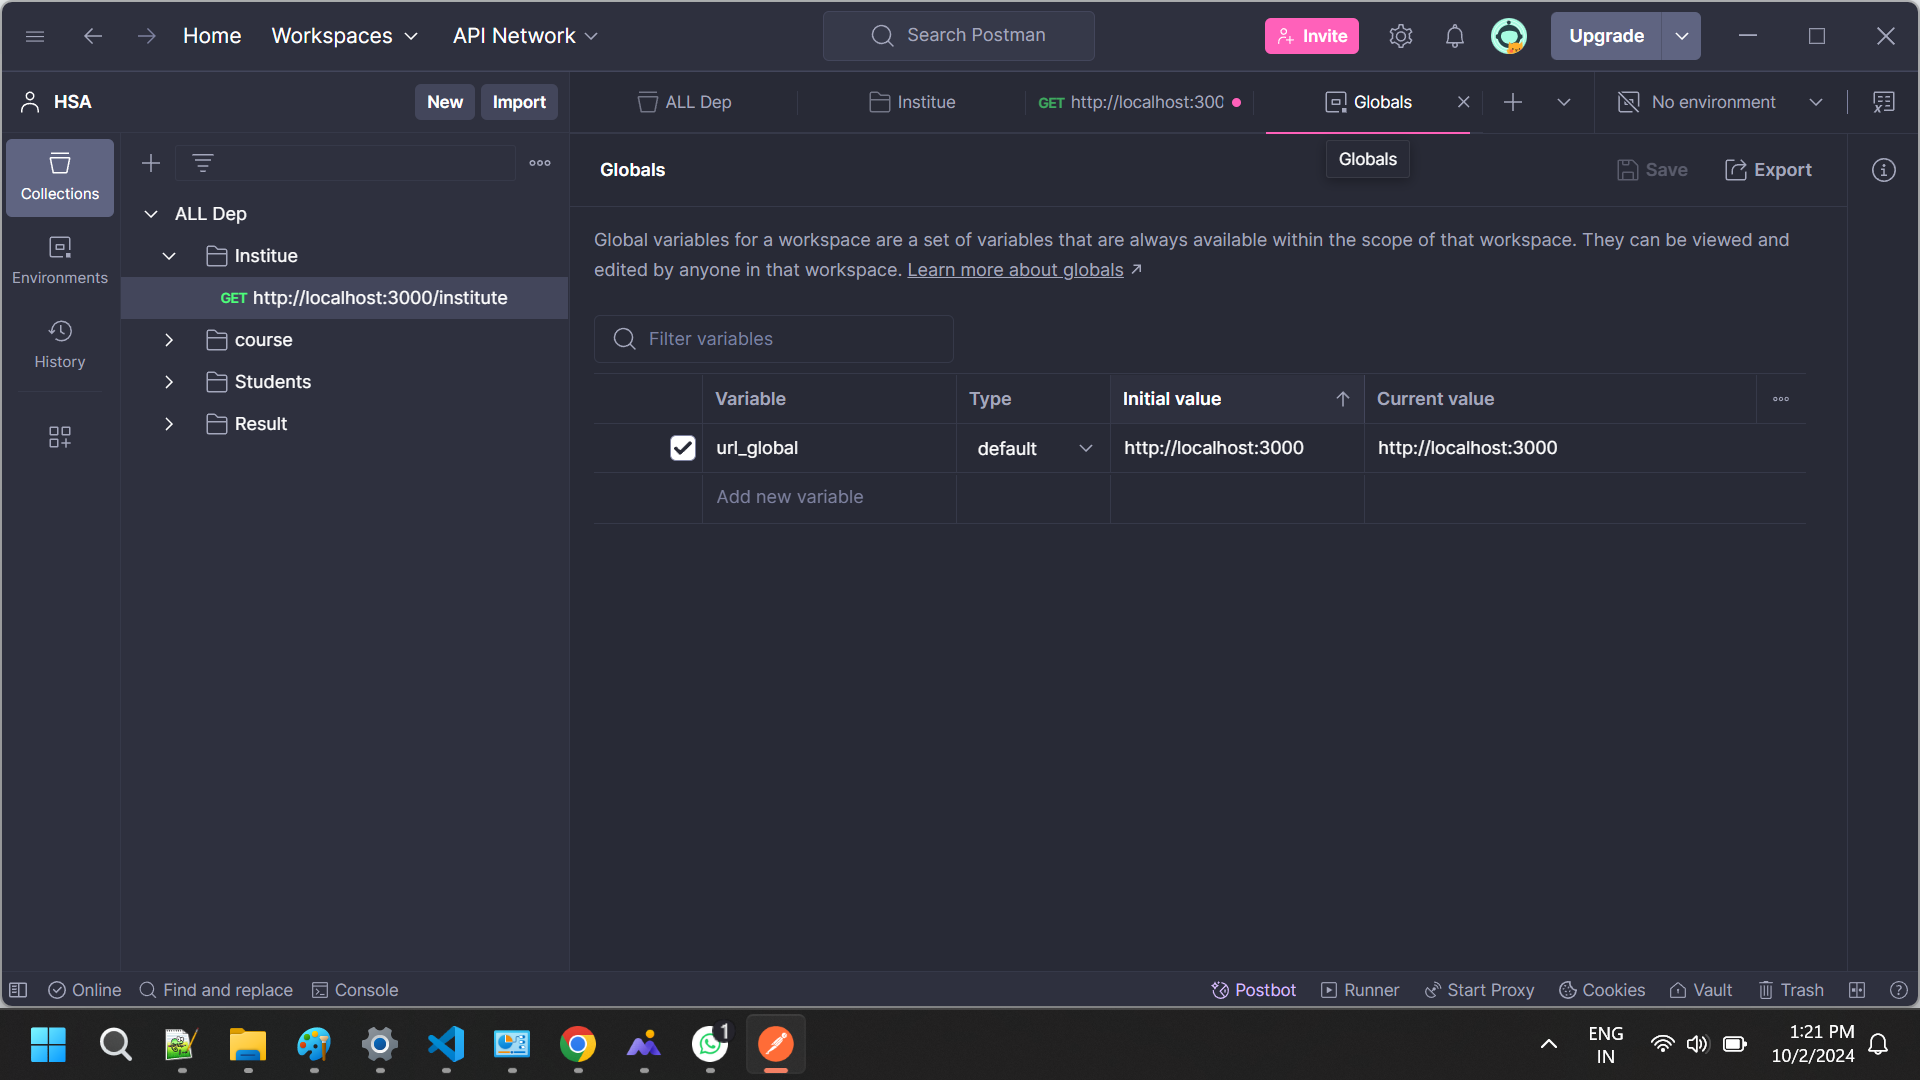 Home Workspaces API Network Search Postman Invite Upgrade
HSA New Import ALL Dep Institue GET http://localhost:300 Globals No environment
Globals
Collections
Environments
History
ALL Dep
Institue
GET http://localhost:3000/institute
course
Students
Result
Globals Save Export
Global variables for a workspace are a set of variables that are always available within the scope of that workspace. They can be viewed and
edited by anyone in that workspace. Learn more about globals
Filter variables
Variable Type Initial value Current value
url_global default http://localhost:3000 http://localhost:3000
Add new variable
Online Find and replace Console Postbot Runner Start Proxy Cookies Vault Trash
1
ENG
IN
1:21 PM
10/2/2024